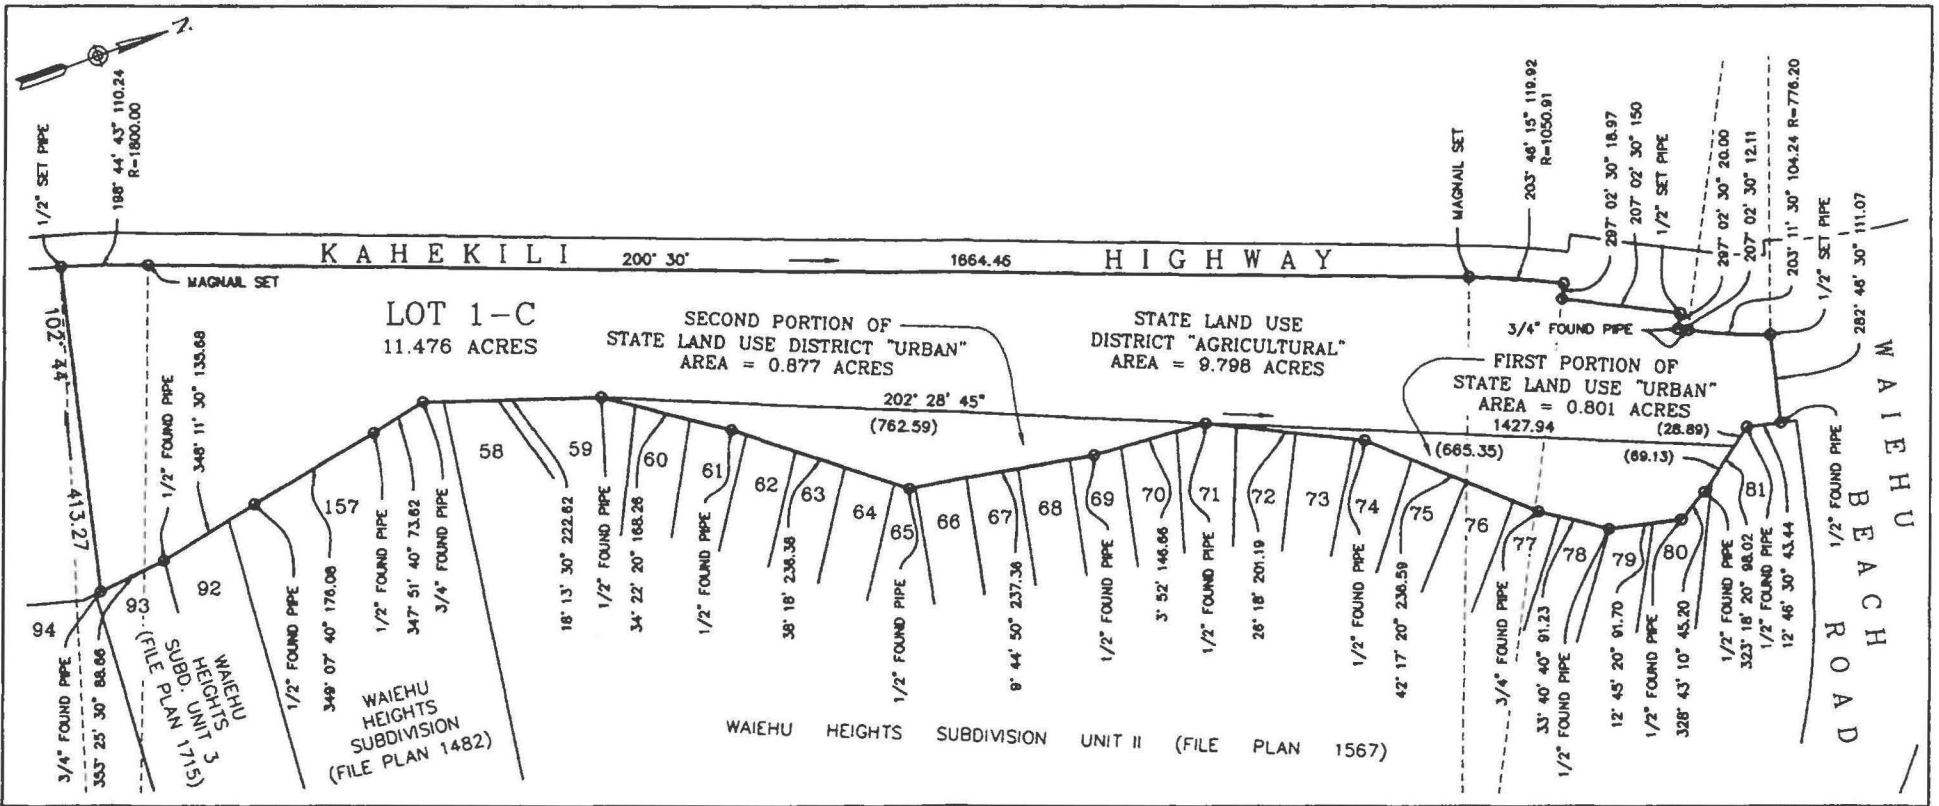 N
1/2" SET PIPE
198° 44' 43" 110.24
R=1800.00
MAGNAIL SET
203° 46' 15" 119.92
R=1050.91
297° 02' 30" 18.97
207° 02' 30" 150
1/2" SET PIPE
297° 02' 30" 20.00
207° 02' 30" 12.11
203° 11' 30" 104.24 R=776.20
1/2" SET PIPE
282° 46' 30" 111.07
KAHEKILI 200° 30' 1664.46 HIGHWAY
MAGNAIL SET
LOT 1-C
11.476 ACRES
SECOND PORTION OF
STATE LAND USE DISTRICT "URBAN"
AREA = 0.877 ACRES
STATE LAND USE
DISTRICT "AGRICULTURAL"
AREA = 9.798 ACRES
3/4" FOUND PIPE
FIRST PORTION OF
STATE LAND USE "URBAN"
AREA = 0.801 ACRES
202° 28' 45"
1427.94
(762.59)
(665.35)
(28.89)
(69.13)
102° 44'
413.27
58
59
60
61
62
63
64
65
66
67
68
69
70
71
72
73
74
75
76
77
78
79
80
81
157
92
93
94
3/4" FOUND PIPE
353° 25' 30" 88.66
1/2" FOUND PIPE
348° 11' 30" 135.68
1/2" FOUND PIPE
349° 07' 40" 176.08
1/2" FOUND PIPE
347° 51' 40" 73.62
3/4" FOUND PIPE
18° 13' 30" 222.62
1/2" FOUND PIPE
34° 22' 20" 168.26
1/2" FOUND PIPE
38° 18' 236.38
1/2" FOUND PIPE
9° 44' 50" 237.36
1/2" FOUND PIPE
3° 52' 146.66
1/2" FOUND PIPE
26° 18' 201.19
1/2" FOUND PIPE
42° 17' 20" 238.59
3/4" FOUND PIPE
33° 40' 40" 91.23
1/2" FOUND PIPE
12° 45' 20" 91.70
1/2" FOUND PIPE
328° 43' 10" 45.20
1/2" FOUND PIPE
323° 18' 20" 98.02
1/2" FOUND PIPE
12° 46' 30" 43.44
1/2" FOUND PIPE
WAIEHU
HEIGHTS
SUBD. UNIT 3
(FILE PLAN 1715)
WAIEHU
HEIGHTS
SUBDIVISION
(FILE PLAN 1482)
WAIEHU HEIGHTS SUBDIVISION UNIT II (FILE PLAN 1567)
WAIEHU
BEACH
ROAD